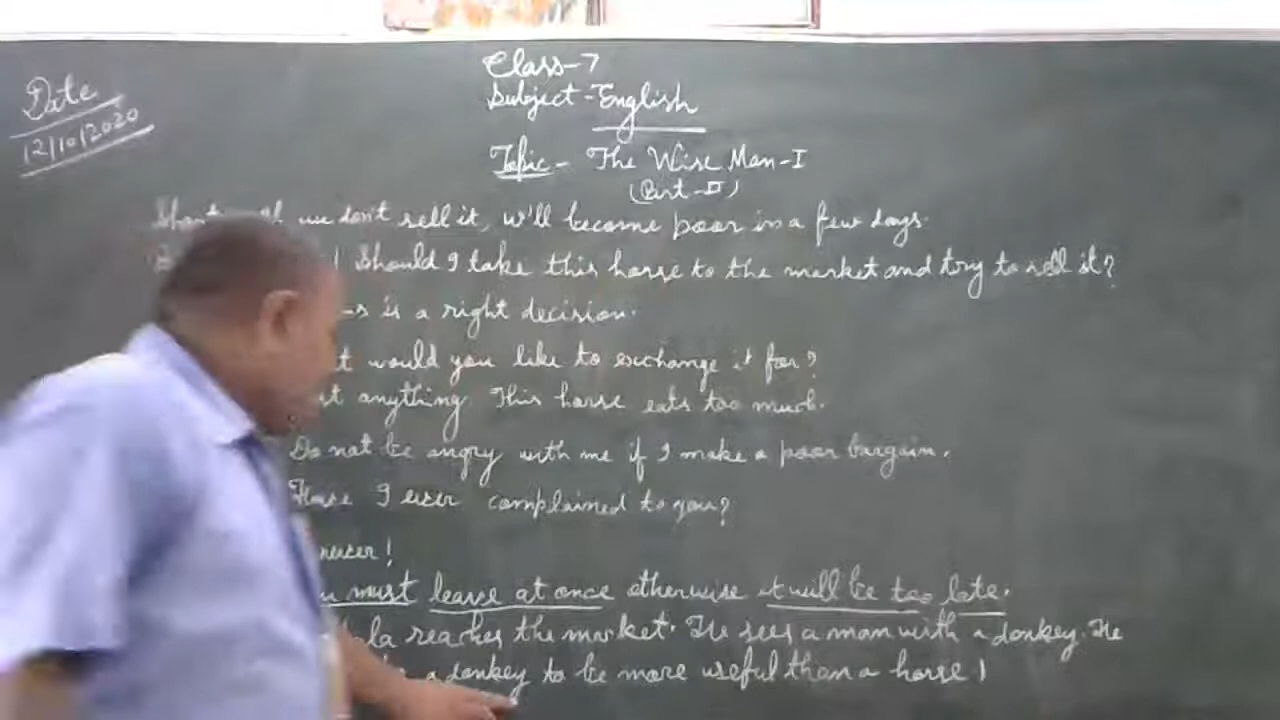 Date
12/10/2020
Class-7
Subject-English
Topic - The Wise Man-I
(Part-II)
we don't sell it, w'll become poor in a few days.
! Should I take this horse to the market and try to sell it?
is a right decision.
would you like to exchange it for?
anything. This horse eats too much.
Do not be angry with me if I make a poor bargain.
Have I ever complained to you?
never!
must leave at once otherwise it will be too late.
la reaches the market. He sees a man with a donkey. He
a donkey to be more useful than a horse)